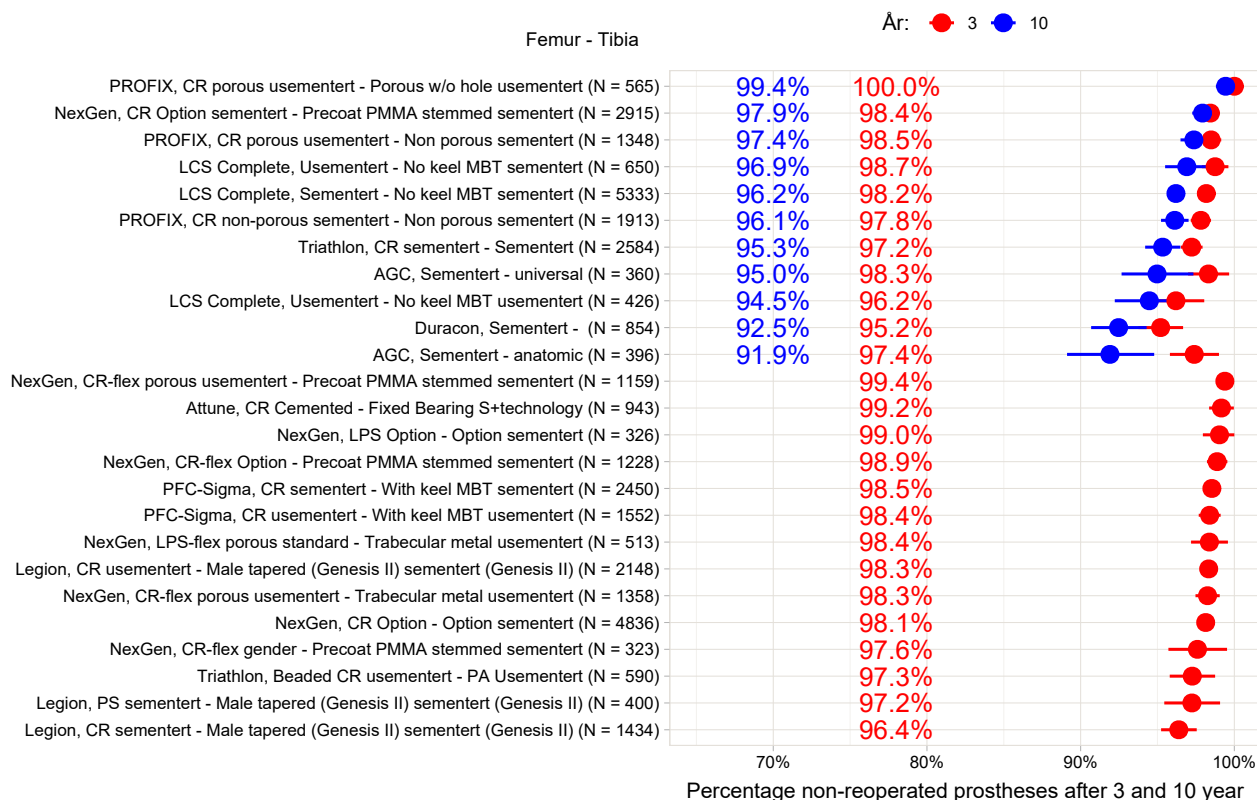 År: 3 10
Femur - Tibia
PROFIX, CR porous usementert - Porous w/o hole usementert (N = 565) 99.4% 100.0%
NexGen, CR Option sementert - Precoat PMMA stemmed sementert (N = 2915) 97.9% 98.4%
PROFIX, CR porous usementert - Non porous sementert (N = 1348) 97.4% 98.5%
LCS Complete, Usementert - No keel MBT sementert (N = 650) 96.9% 98.7%
LCS Complete, Sementert - No keel MBT sementert (N = 5333) 96.2% 98.2%
PROFIX, CR non-porous sementert - Non porous sementert (N = 1913) 96.1% 97.8%
Triathlon, CR sementert - Sementert (N = 2584) 95.3% 97.2%
AGC, Sementert - universal (N = 360) 95.0% 98.3%
LCS Complete, Usementert - No keel MBT usementert (N = 426) 94.5% 96.2%
Duracon, Sementert - (N = 854) 92.5% 95.2%
AGC, Sementert - anatomic (N = 396) 91.9% 97.4%
NexGen, CR-flex porous usementert - Precoat PMMA stemmed sementert (N = 1159) 99.4%
Attune, CR Cemented - Fixed Bearing S+technology (N = 943) 99.2%
NexGen, LPS Option - Option sementert (N = 326) 99.0%
NexGen, CR-flex Option - Precoat PMMA stemmed sementert (N = 1228) 98.9%
PFC-Sigma, CR sementert - With keel MBT sementert (N = 2450) 98.5%
PFC-Sigma, CR usementert - With keel MBT usementert (N = 1552) 98.4%
NexGen, LPS-flex porous standard - Trabecular metal usementert (N = 513) 98.4%
Legion, CR usementert - Male tapered (Genesis II) sementert (Genesis II) (N = 2148) 98.3%
NexGen, CR-flex porous usementert - Trabecular metal usementert (N = 1358) 98.3%
NexGen, CR Option - Option sementert (N = 4836) 98.1%
NexGen, CR-flex gender - Precoat PMMA stemmed sementert (N = 323) 97.6%
Triathlon, Beaded CR usementert - PA Usementert (N = 590) 97.3%
Legion, PS sementert - Male tapered (Genesis II) sementert (Genesis II) (N = 400) 97.2%
Legion, CR sementert - Male tapered (Genesis II) sementert (Genesis II) (N = 1434) 96.4%
70% 80% 90% 100%
Percentage non-reoperated prostheses after 3 and 10 year